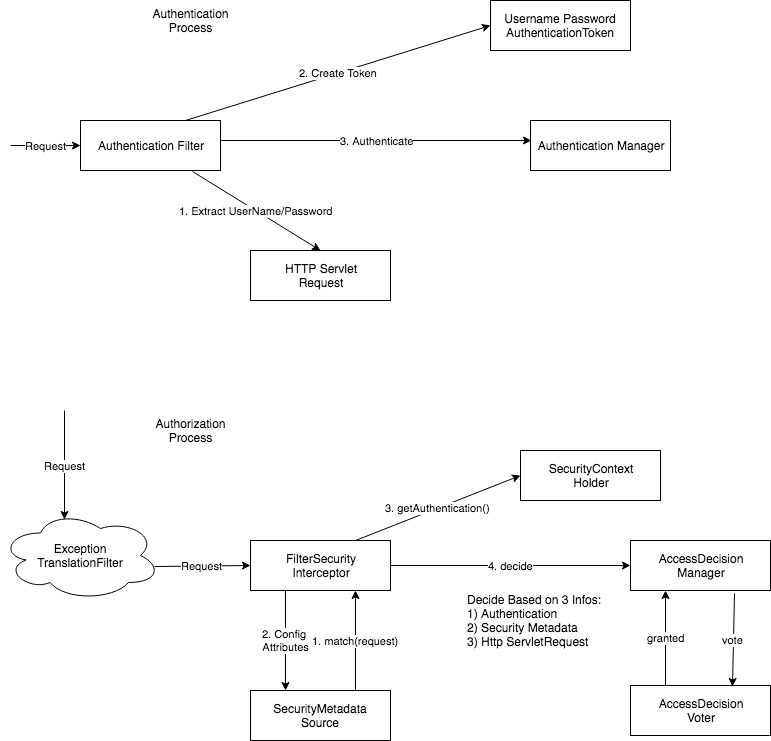 Authentication
Process
Username Password
AuthenticationToken
2. Create Token
Request
Authentication Filter
3. Authenticate
Authentication Manager
1. Extract UserName/Password
HTTP Servlet
Request
Authorization
Process
Request
SecurityContext
Holder
3. getAuthentication()
Exception
TranslationFilter
Request
FilterSecurity
Interceptor
4. decide
AccessDecision
Manager
Decide Based on 3 Infos:
1) Authentication
2) Security Metadata
3) Http ServletRequest
2. Config
Attributes
1. match(request)
granted
vote
SecurityMetadata
Source
AccessDecision
Voter